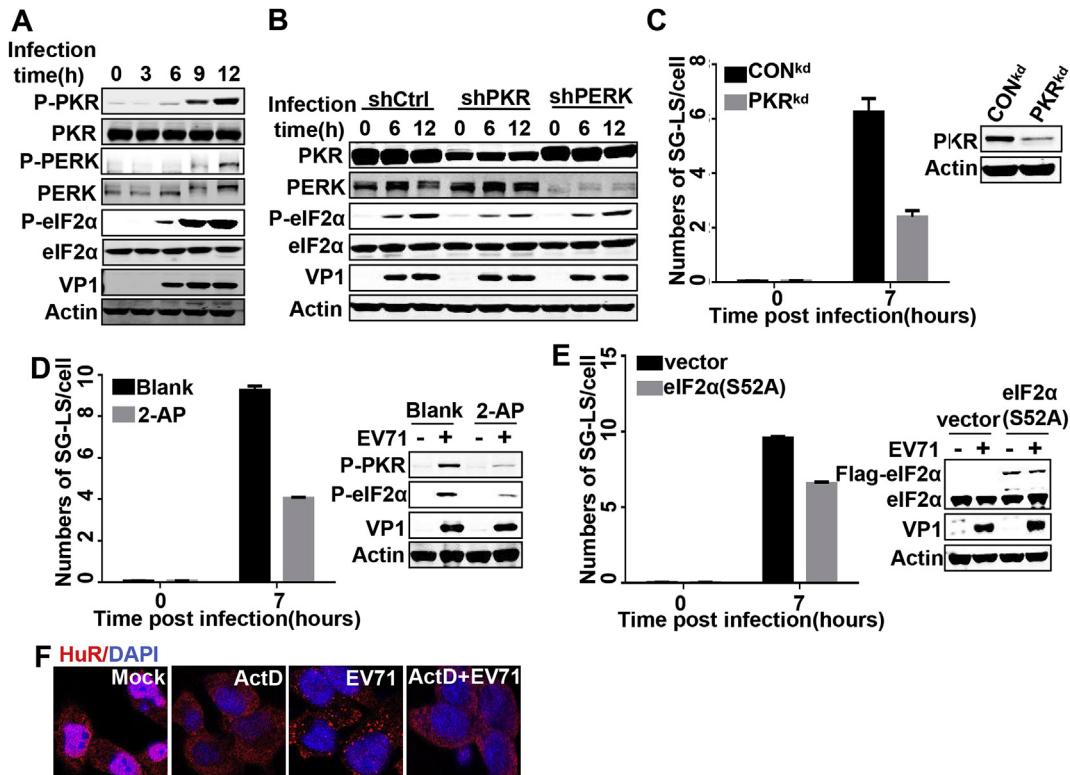 A
Infection
time(h) 0 3 6 9 12
P-PKR
PKR
P-PERK
PERK
P-eIF2α
eIF2α
VP1
Actin
B
Infection shCtrl shPKR shPERK
time(h) 0 6 12 0 6 12 0 6 12
PKR
PERK
P-eIF2α
eIF2α
VP1
Actin
C
Numbers of SG-LS/cell
8
6
4
2
0
CONkd
PKRkd
0 7
Time post infection(hours)
CONkd PKRkd
PKR
Actin
D
Numbers of SG-LS/cell
10
8
6
4
2
0
Blank
2-AP
0 7
Time post infection(hours)
Blank 2-AP
EV71 - + - +
P-PKR
P-eIF2α
VP1
Actin
E
Numbers of SG-LS/cell
15
10
5
0
vector
eIF2α(S52A)
0 7
Time post infection(hours)
eIF2α
vector (S52A)
EV71 - + - +
Flag-eIF2α
eIF2α
VP1
Actin
F
HuR/DAPI
Mock ActD EV71 ActD+EV71